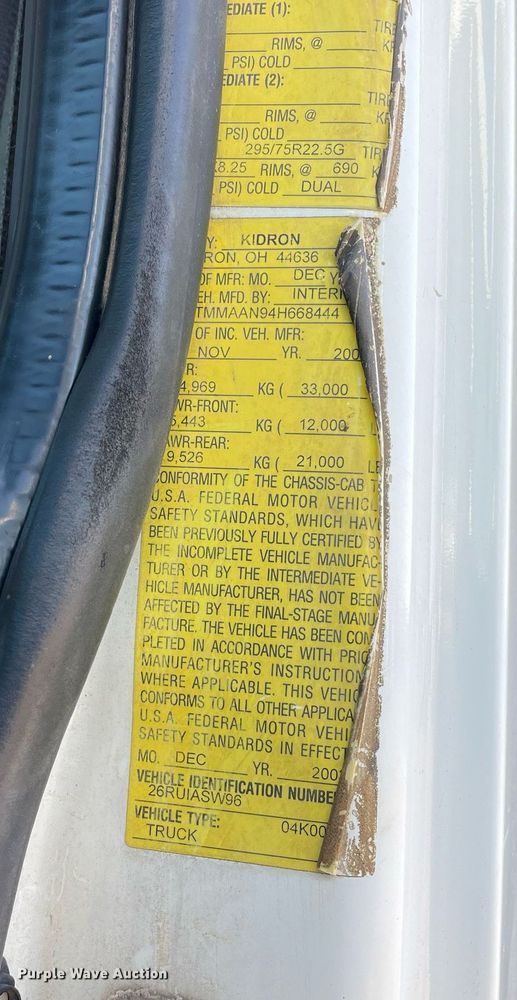 EDIATE (1):
TIR
RIMS, @
PSI) COLD
EDIATE (2):
TIR
RIMS, @
PSI) COLD
295/75R22.5G TIR
8.25 RIMS, @ 690 K
PSI) COLD DUAL
Y: KIDRON
RON, OH 44636
OF MFR: MO. DEC Y
EH. MFD. BY: INTERN
TMMAAN94H668444
OF INC. VEH. MFR:
NOV YR. 200
R:
4,969 KG ( 33,000
WR-FRONT:
5,443 KG ( 12,000 L
AWR-REAR:
9,526 KG ( 21,000 LB
CONFORMITY OF THE CHASSIS-CAB T
U.S.A. FEDERAL MOTOR VEHICL
SAFETY STANDARDS, WHICH HAV
BEEN PREVIOUSLY FULLY CERTIFIED BY
THE INCOMPLETE VEHICLE MANUFAC-
TURER OR BY THE INTERMEDIATE VE-
HICLE MANUFACTURER, HAS NOT BEEN
AFFECTED BY THE FINAL-STAGE MANU
FACTURE. THE VEHICLE HAS BEEN COM
PLETED IN ACCORDANCE WITH PRIO
MANUFACTURER'S INSTRUCTION
WHERE APPLICABLE. THIS VEHIC
CONFORMS TO ALL OTHER APPLICA
U.S.A. FEDERAL MOTOR VEHI
SAFETY STANDARDS IN EFFECT
MO. DEC YR. 200
VEHICLE IDENTIFICATION NUMBE
26RUIASW96
VEHICLE TYPE: 04K00
TRUCK
Purple Wave Auction